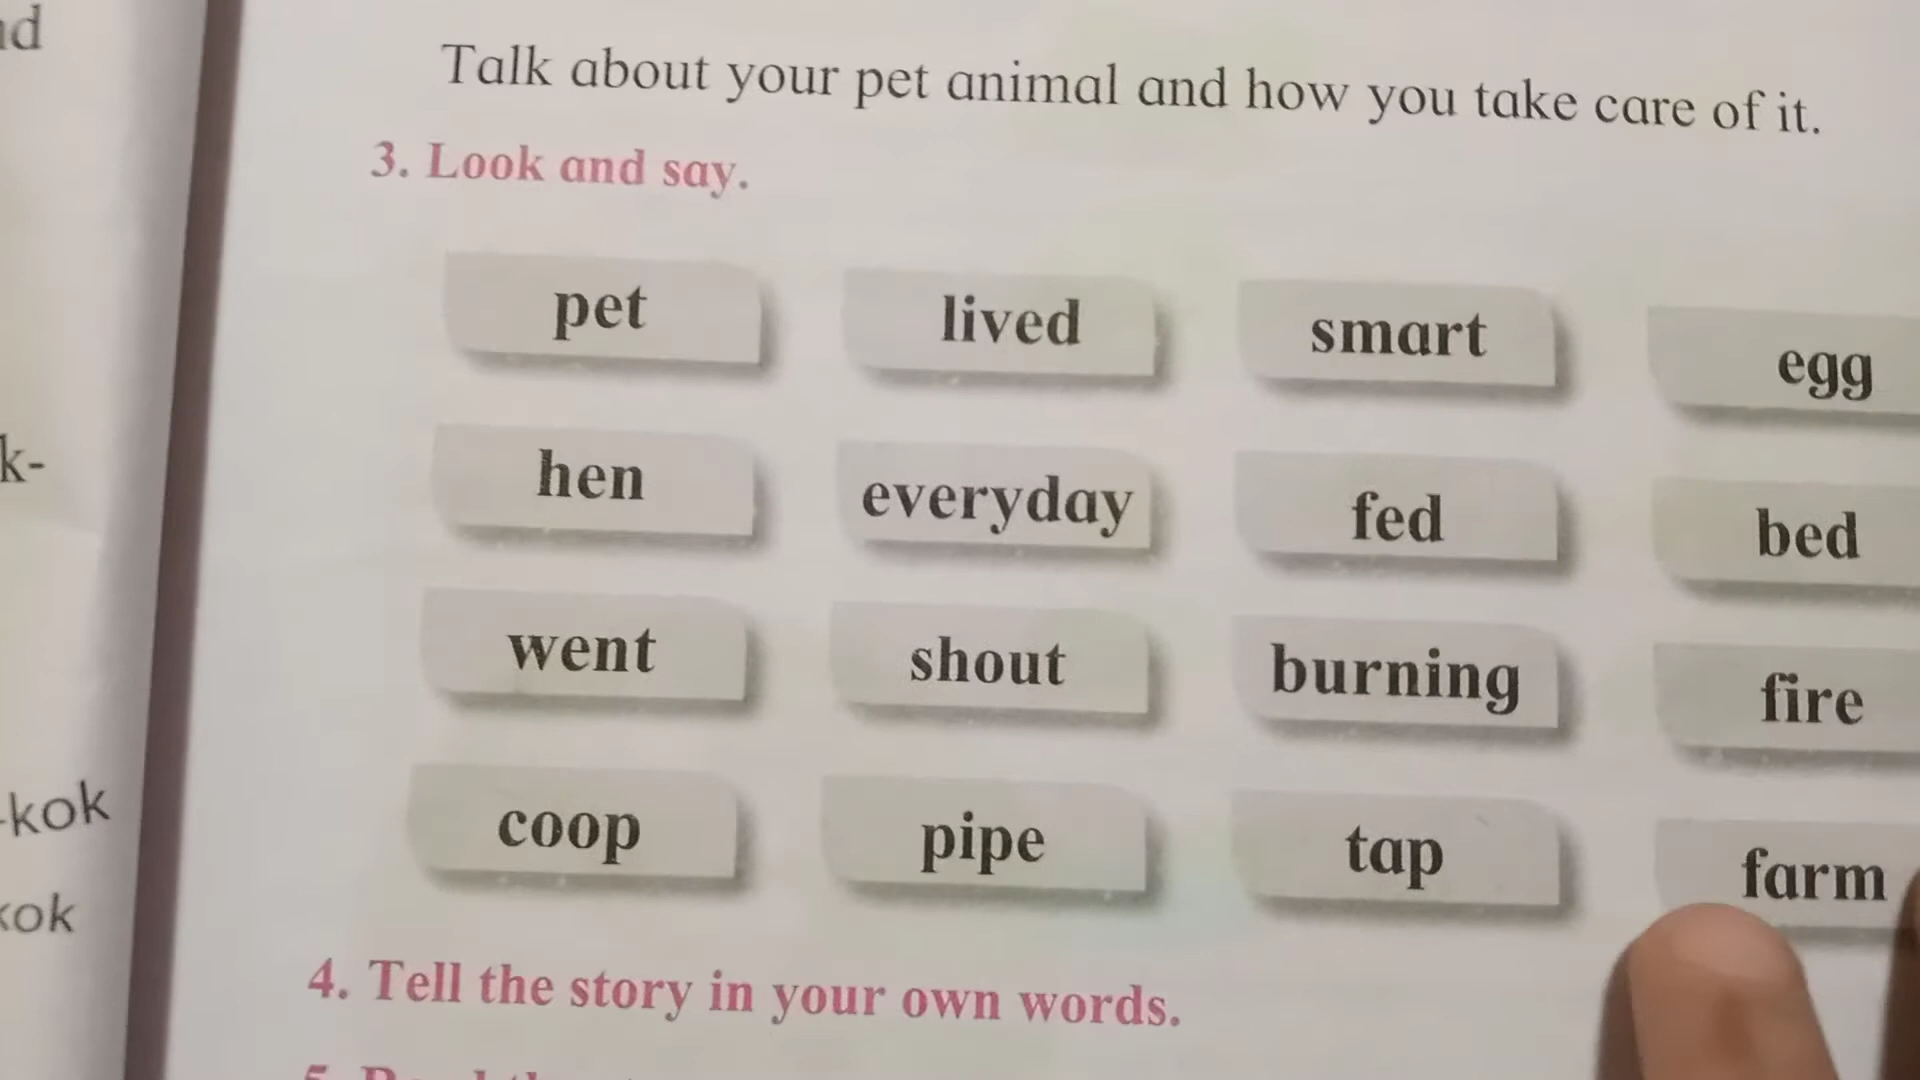 Talk about your pet animal and how you take care of it.
3. Look and say.
pet lived smart egg
hen everyday fed bed
went shout burning fire
coop pipe tap farm
4. Tell the story in your own words.
k-
-kok